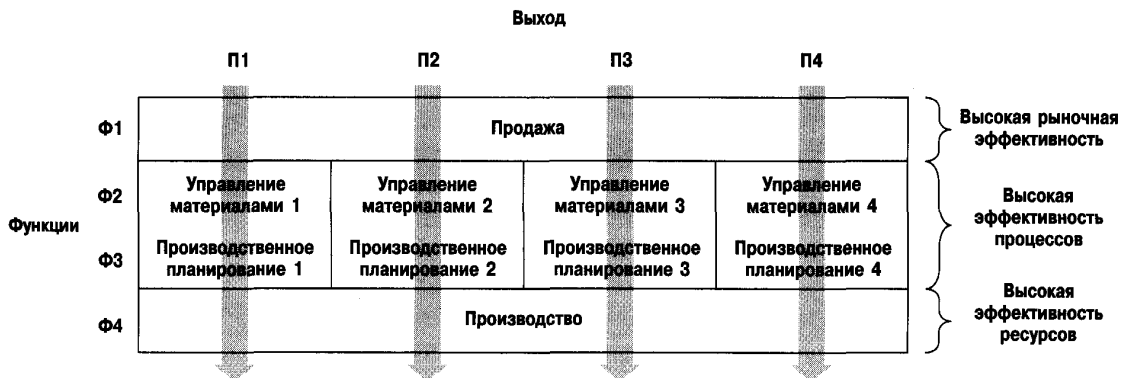 Выход
П1 П2 П3 П4
Ф1
Продажа
Высокая рыночная
эффективность
Функции
Ф2
Управление
материалами 1
Управление
материалами 2
Управление
материалами 3
Управление
материалами 4
Высокая
эффективность
процессов
Ф3
Производственное
планирование 1
Производственное
планирование 2
Производственное
планирование 3
Производственное
планирование 4
Ф4
Производство
Высокая
эффективность
ресурсов